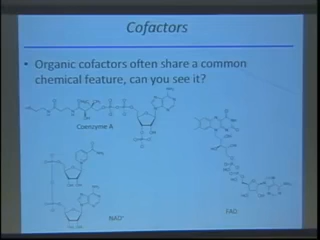 Cofactors
• Organic cofactors often share a common
chemical feature, can you see it?
Coenzyme A
NAD⁺
FAD